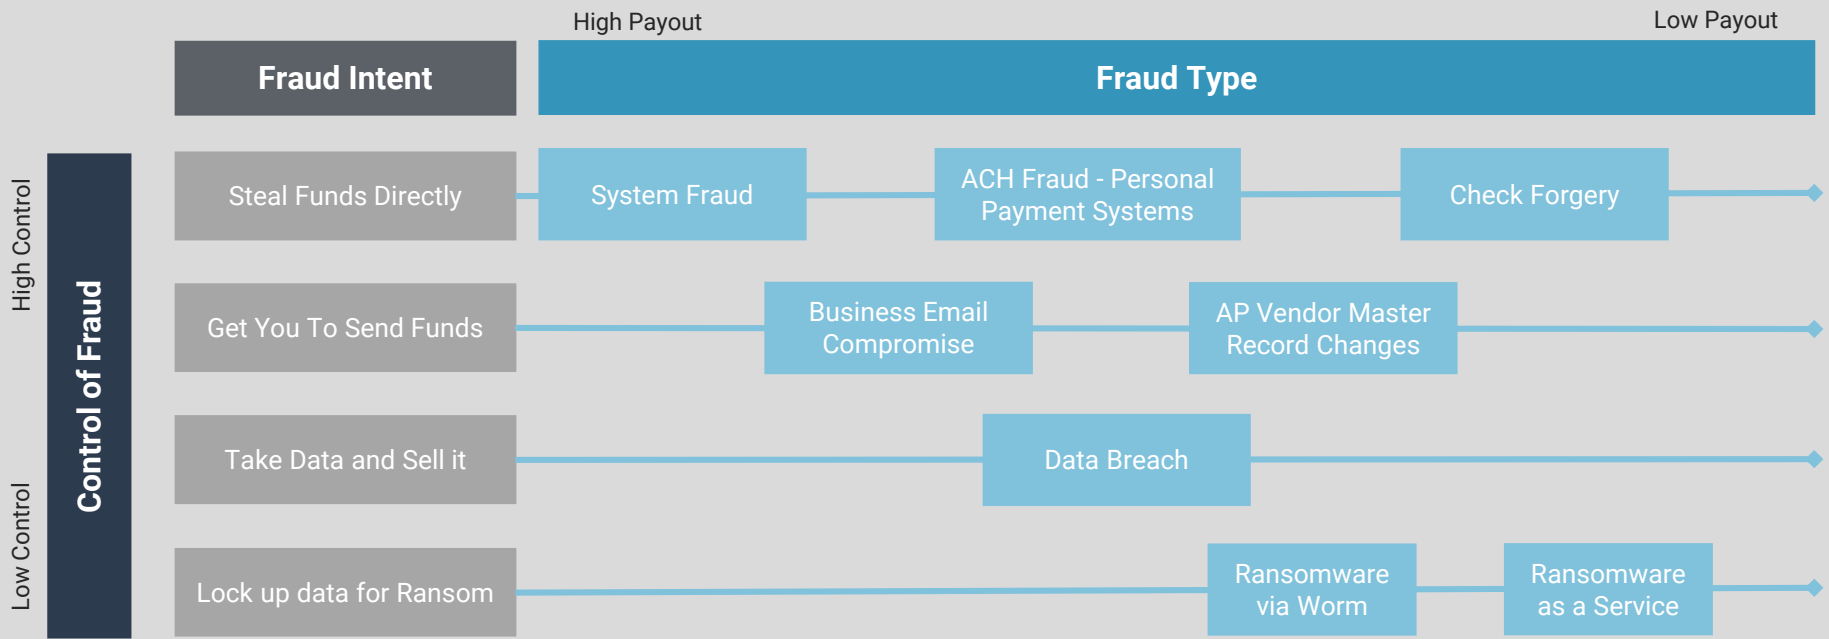 High Payout
Low Payout
Fraud Intent
Fraud Type
High Control
Control of Fraud
Low Control
Steal Funds Directly
System Fraud
ACH Fraud - Personal
Payment Systems
Check Forgery
Get You To Send Funds
Business Email
Compromise
AP Vendor Master
Record Changes
Take Data and Sell it
Data Breach
Lock up data for Ransom
Ransomware
via Worm
Ransomware
as a Service